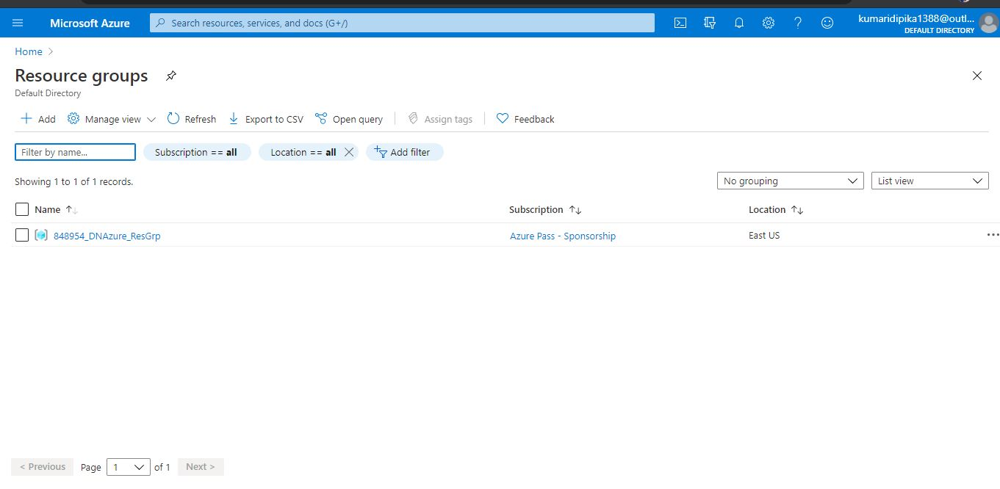 Microsoft Azure
Search resources, services, and docs (G+/)
kumaridipika1388@outl...
DEFAULT DIRECTORY
Home
Resource groups
Default Directory
Add Manage view Refresh Export to CSV Open query Assign tags Feedback
Filter by name... Subscription == all Location == all Add filter
Showing 1 to 1 of 1 records. No grouping List view
Name Subscription Location
848954_DNAzure_ResGrp Azure Pass - Sponsorship East US
< Previous Page 1 of 1 Next >